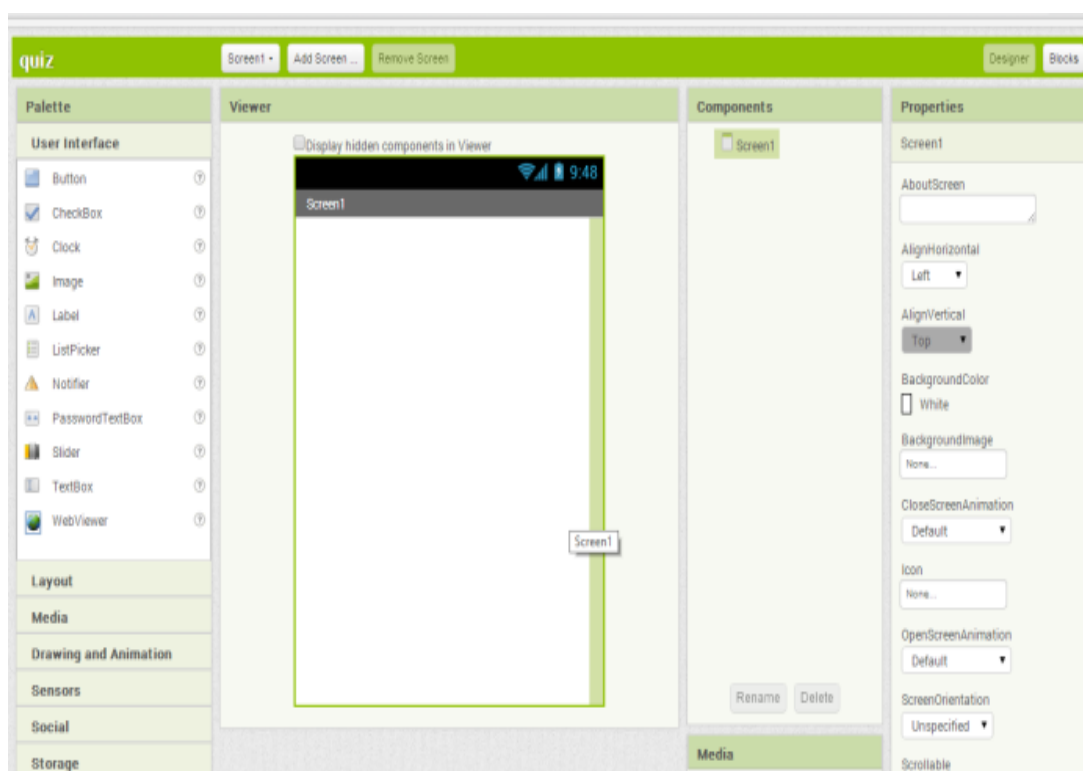 quiz
Screen1
Add Screen ...
Remove Screen
Designer
Blocks
Palette
User Interface
Button
CheckBox
Clock
Image
Label
ListPicker
Notifier
PasswordTextBox
Slider
TextBox
WebViewer
Layout
Media
Drawing and Animation
Sensors
Social
Storage
Viewer
Display hidden components in Viewer
9:48
Screen1
Screen1
Components
Screen1
Rename
Delete
Media
Properties
Screen1
AboutScreen
AlignHorizontal
Left
AlignVertical
Top
BackgroundColor
White
BackgroundImage
None...
CloseScreenAnimation
Default
Icon
None...
OpenScreenAnimation
Default
ScreenOrientation
Unspecified
Scrollable